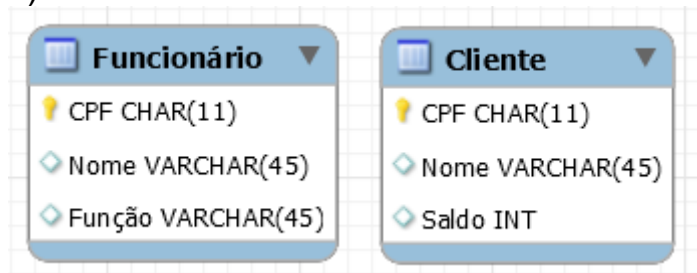 )
Funcionário
CPF CHAR(11)
Nome VARCHAR(45)
Função VARCHAR(45)
Cliente
CPF CHAR(11)
Nome VARCHAR(45)
Saldo INT